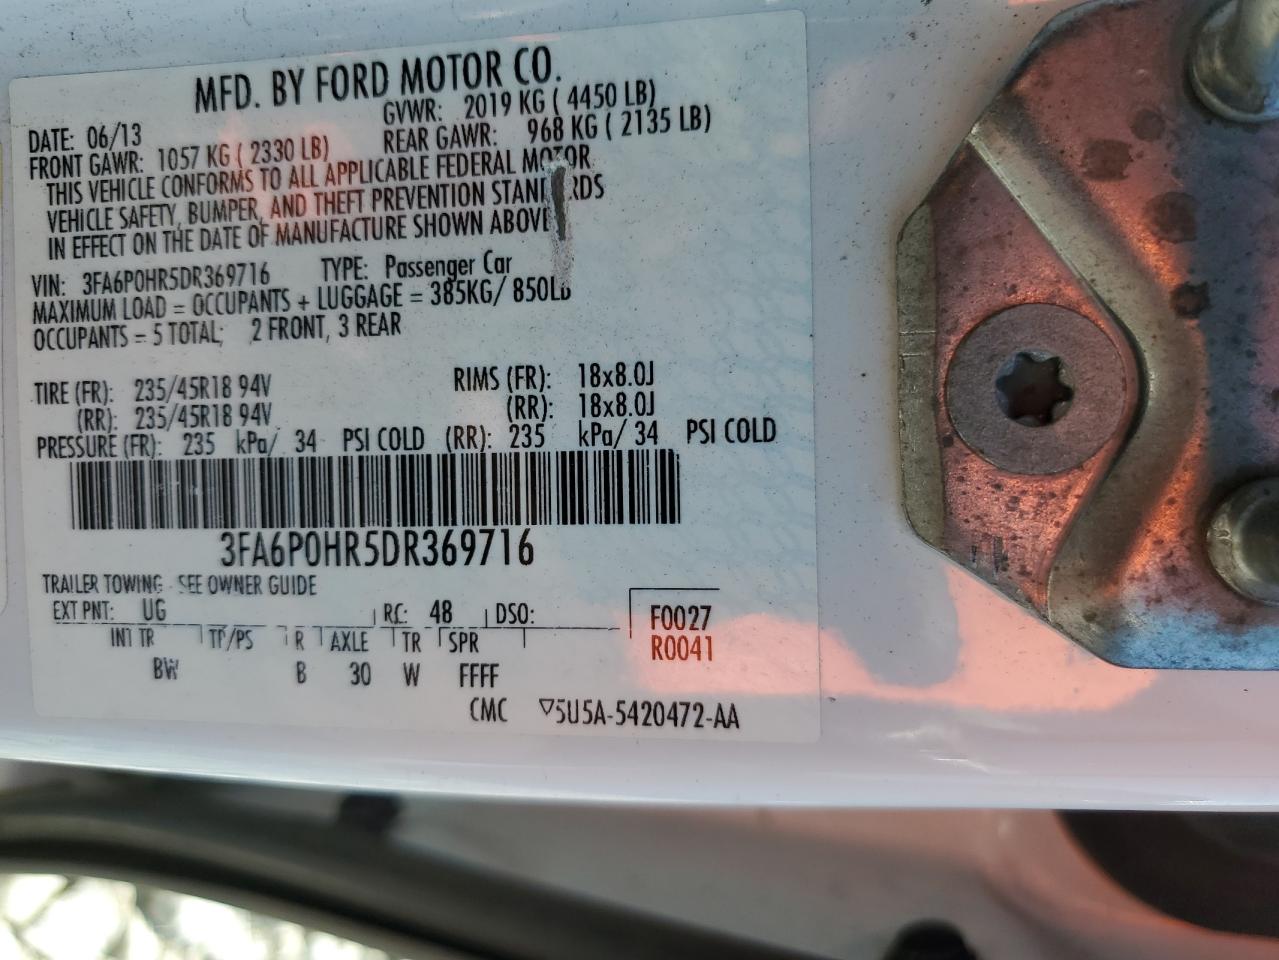 MFD. BY FORD MOTOR CO.
DATE: 06/13 GVWR: 2019 KG ( 4450 LB)
FRONT GAWR: 1057 KG ( 2330 LB) REAR GAWR: 968 KG ( 2135 LB)
THIS VEHICLE CONFORMS TO ALL APPLICABLE FEDERAL MOTOR
VEHICLE SAFETY, BUMPER, AND THEFT PREVENTION STANDARDS
IN EFFECT ON THE DATE OF MANUFACTURE SHOWN ABOVE
VIN: 3FA6P0HR5DR369716 TYPE: Passenger Car
MAXIMUM LOAD = OCCUPANTS + LUGGAGE = 385KG/ 850LB
OCCUPANTS = 5 TOTAL; 2 FRONT, 3 REAR
TIRE (FR): 235/45R18 94V RIMS (FR): 18x8.0J
(RR): 235/45R18 94V (RR): 18x8.0J
PRESSURE (FR): 235 kPa/ 34 PSI COLD (RR): 235 kPa/ 34 PSI COLD
3FA6P0HR5DR369716
TRAILER TOWING - SEE OWNER GUIDE
EXT PNT: UG RC: 48 DSO: F0027
INT TR TP/PS R AXLE TR SPR R0041
BW B 30 W FFFF
CMC ▽5U5A-5420472-AA